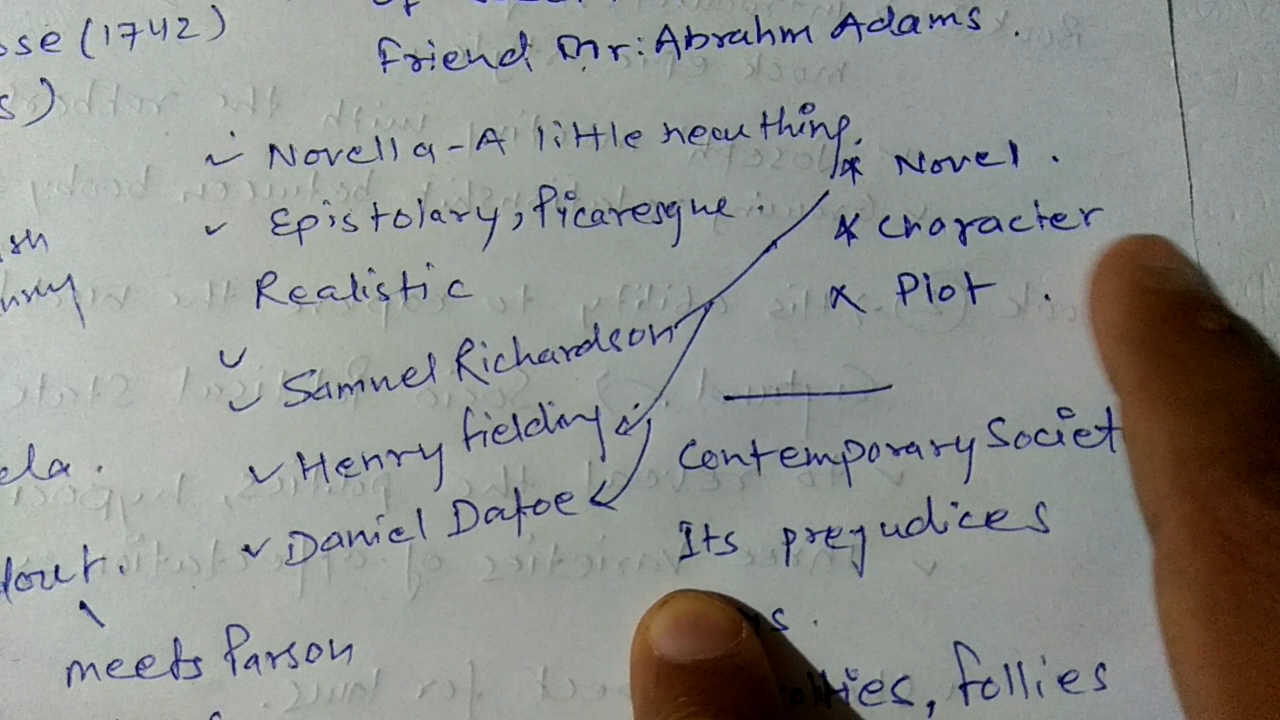 (1742)
Friend Mr: Abrahm Adams.
Novella - A little new thing.
* Novel.
Epistolary, Picaresque.
* Character
Realistic
* Plot.
Samuel Richardson
Henry fielding
Contemporary Societ
Daniel Dafoe
Its prejudices
meets Parson
follies